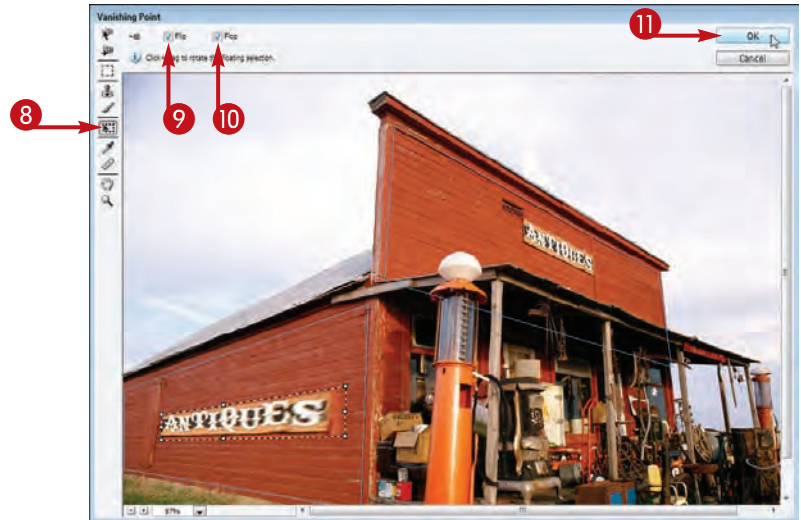 Vanishing Point
Flip
Flop
Click + drag to rotate the floating selection.
OK
Cancel
8
9
10
11
ANTIQUES
ANTIQUES
97%